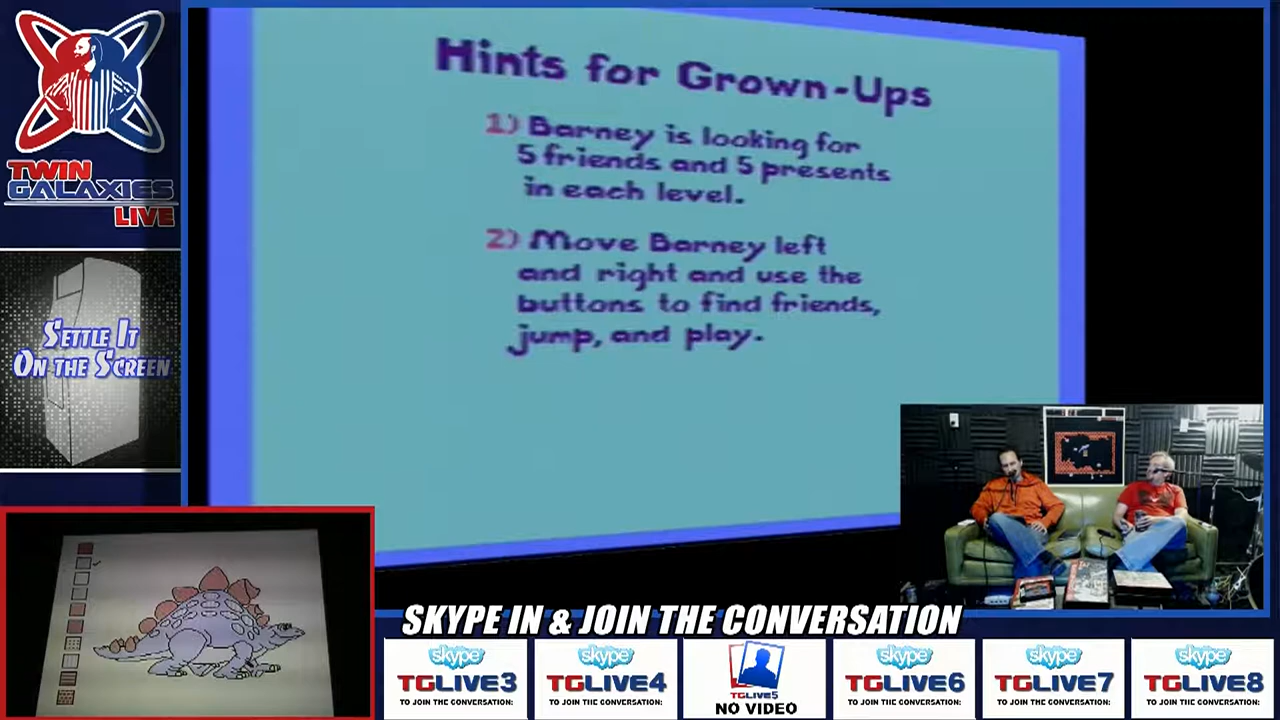 Hints for Grown-Ups
1) Barney is looking for
5 friends and 5 presents
in each level.
2) Move Barney left
and right and use the
buttons to find friends,
jump, and play.
TWIN
GALAXIES
LIVE
SETTLE IT
ON THE SCREEN
SKYPE IN & JOIN THE CONVERSATION
skype
TGLIVE3
TO JOIN THE CONVERSATION:
skype
TGLIVE4
TO JOIN THE CONVERSATION:
TGLIVE5
NO VIDEO
skype
TGLIVE6
TO JOIN THE CONVERSATION:
skype
TGLIVE7
TO JOIN THE CONVERSATION:
skype
TGLIVE8
TO JOIN THE CONVERSATION: